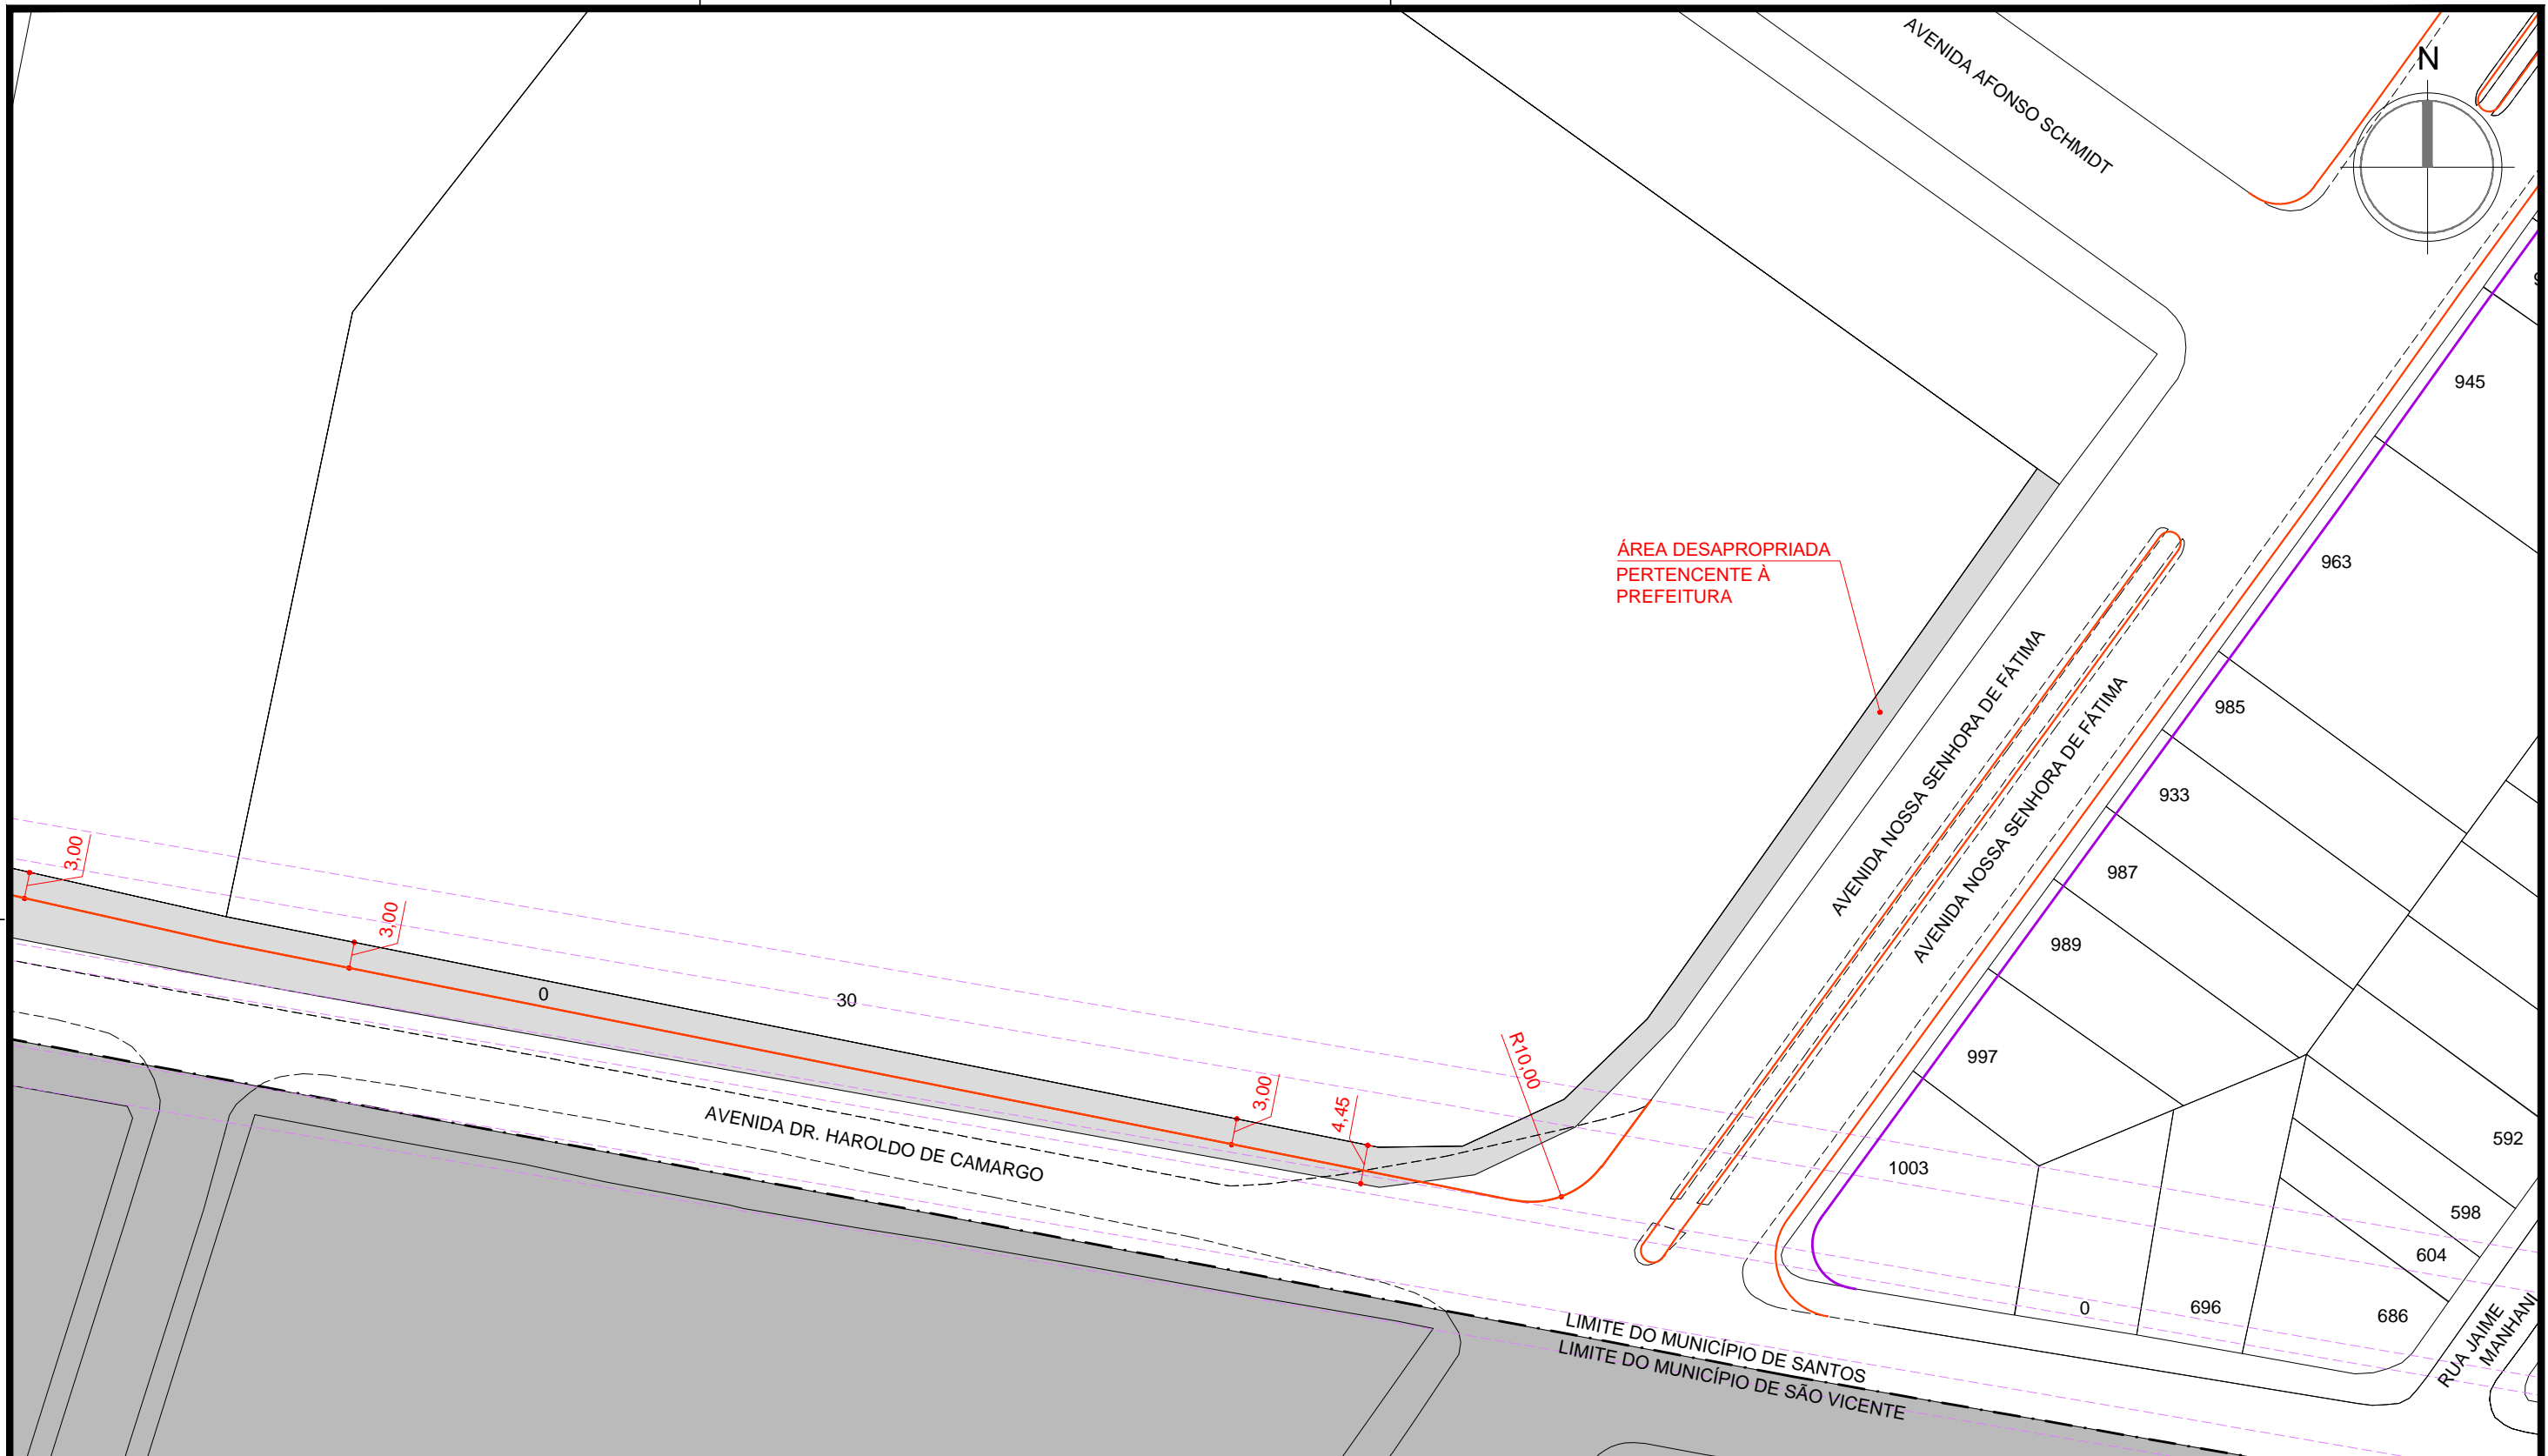 AVENIDA AFONSO SCHMIDT
N
945
963
ÁREA DESAPROPRIADA
PERTENCENTE À
PREFEITURA
AVENIDA NOSSA SENHORA DE FÁTIMA
AVENIDA NOSSA SENHORA DE FÁTIMA
985
933
987
989
997
1003
3,00
3,00
0
30
3,00
4,45
R10,00
AVENIDA DR. HAROLDO DE CAMARGO
592
598
604
0
696
686
RUA JAIME
MANHANI
LIMITE DO MUNICÍPIO DE SANTOS
LIMITE DO MUNICÍPIO DE SÃO VICENTE